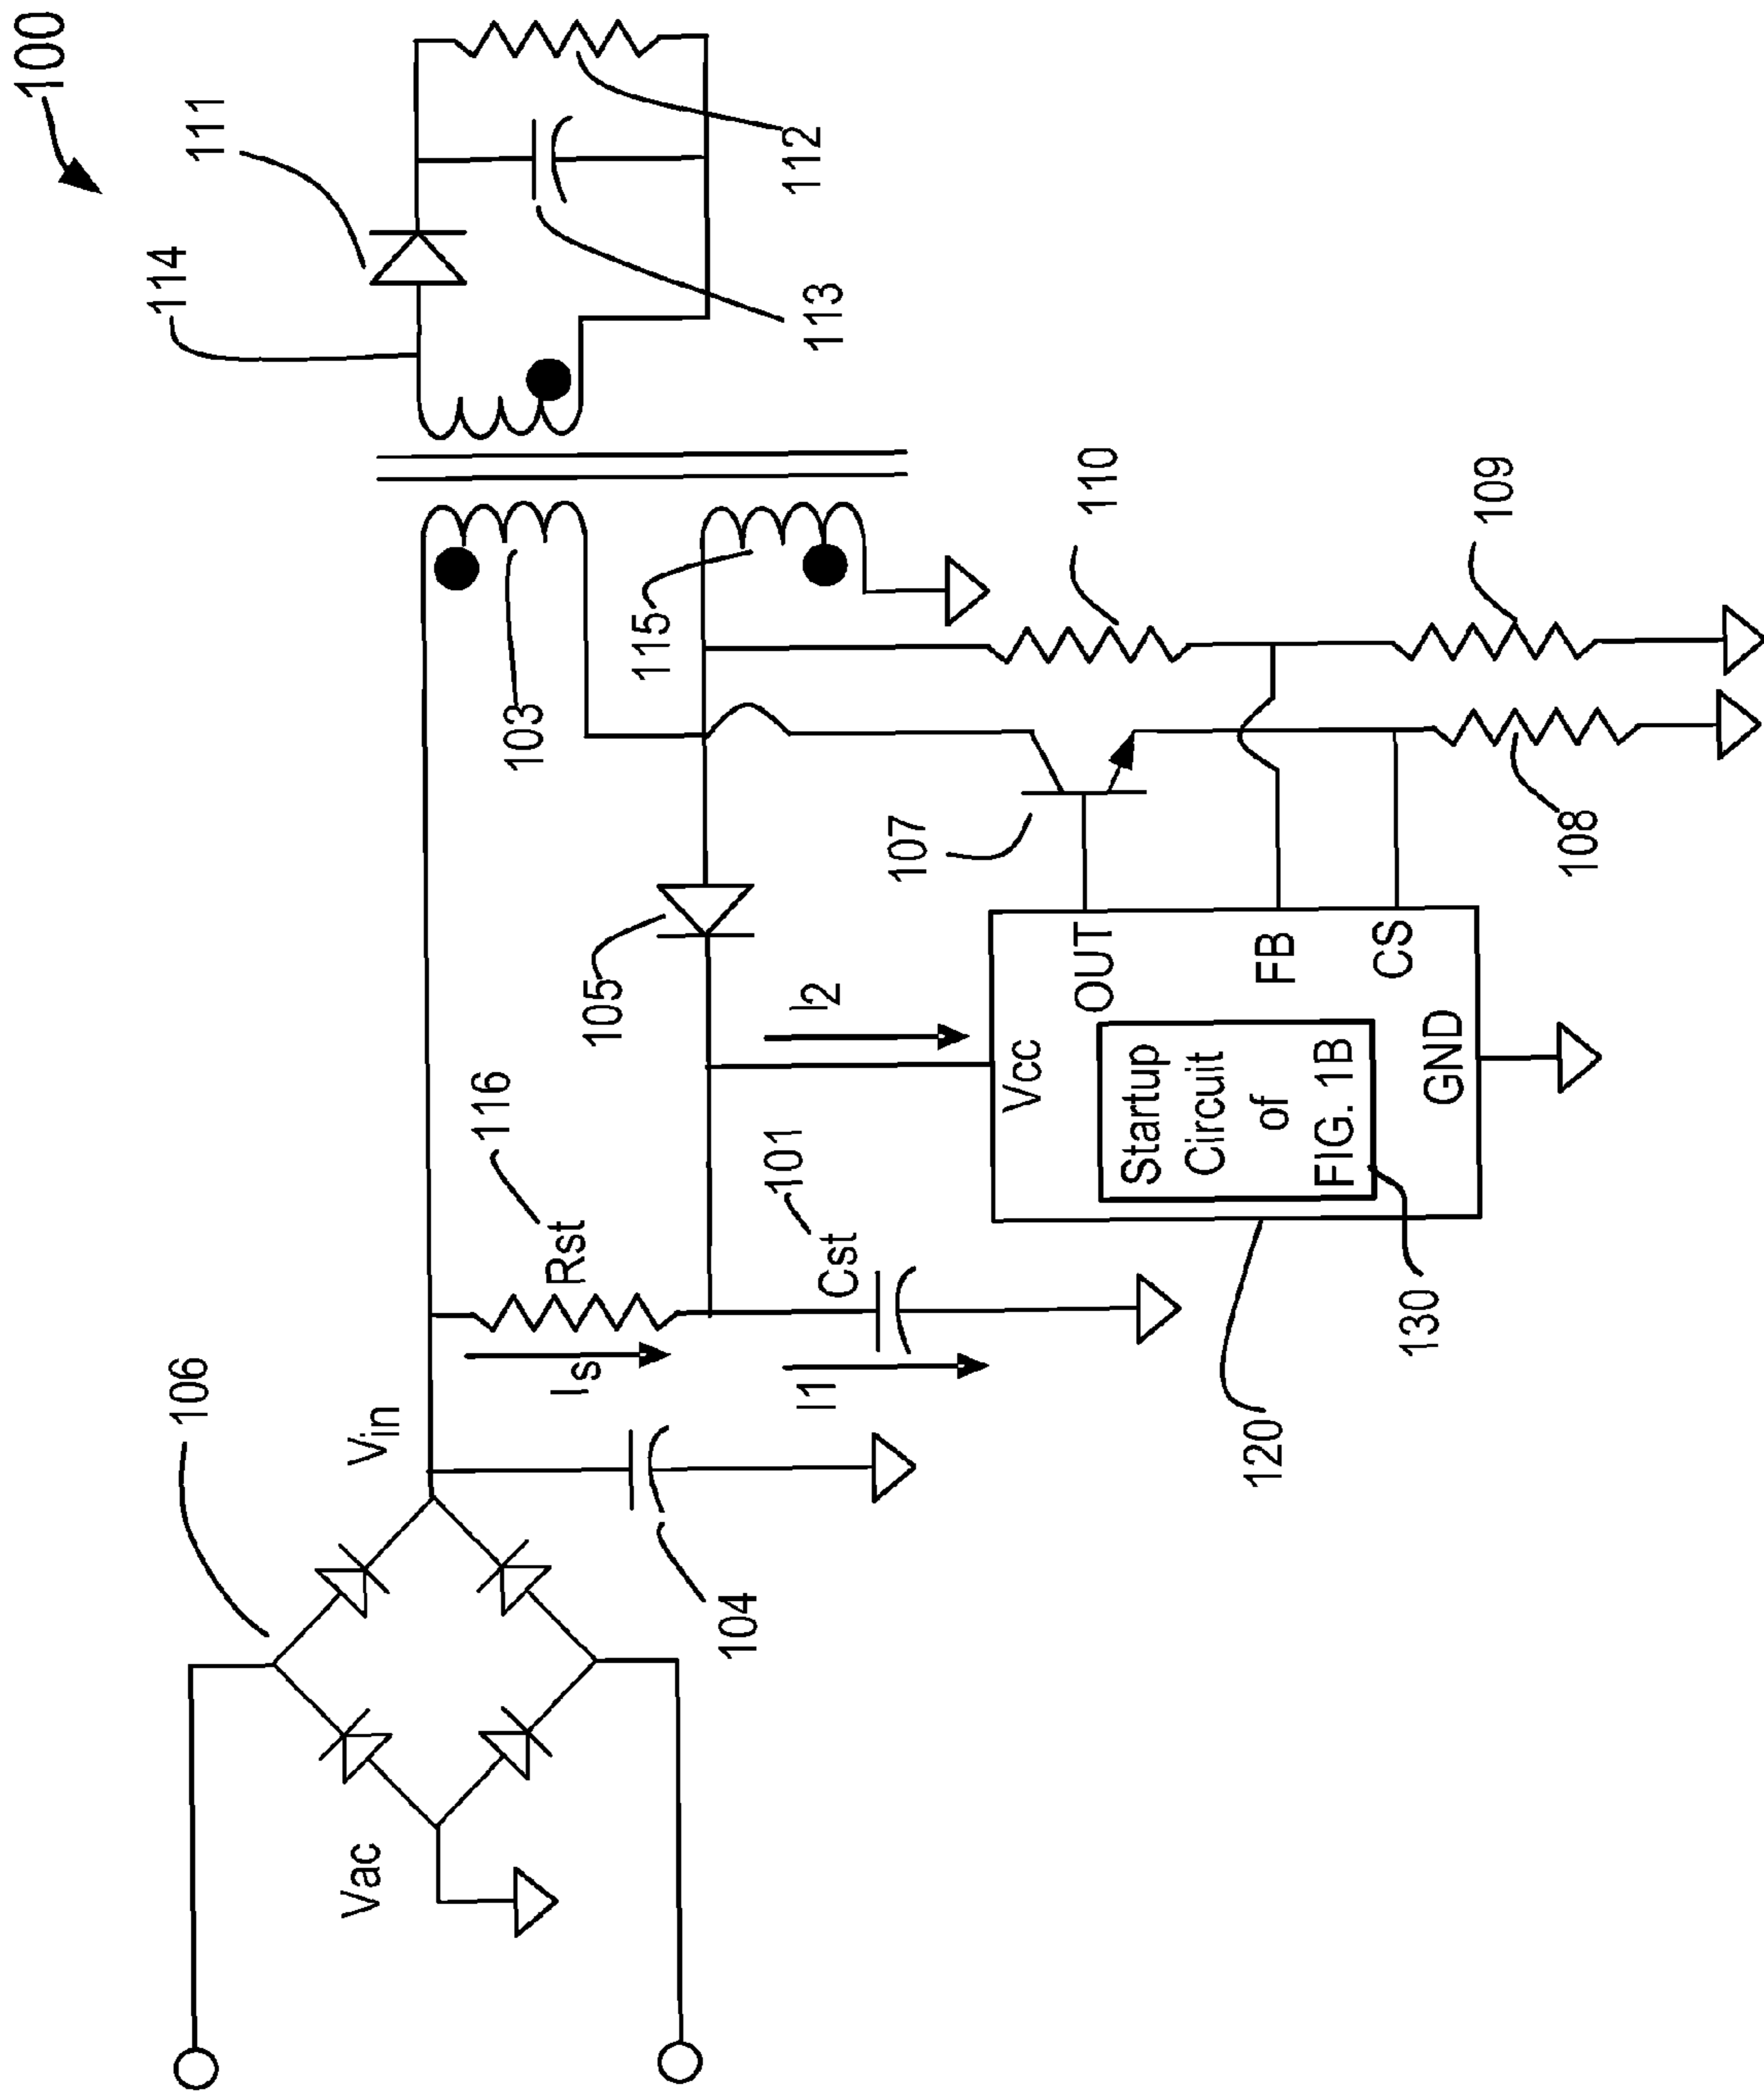 100
111
114
112
113
110
109
115
103
107
108
105
I2
116
Rst
101
Cst
Is
I1
106
Vin
Vac
104
Vcc
OUT
FB
CS
GND
Startup
Circuit
of
FIG. 1B
130
120